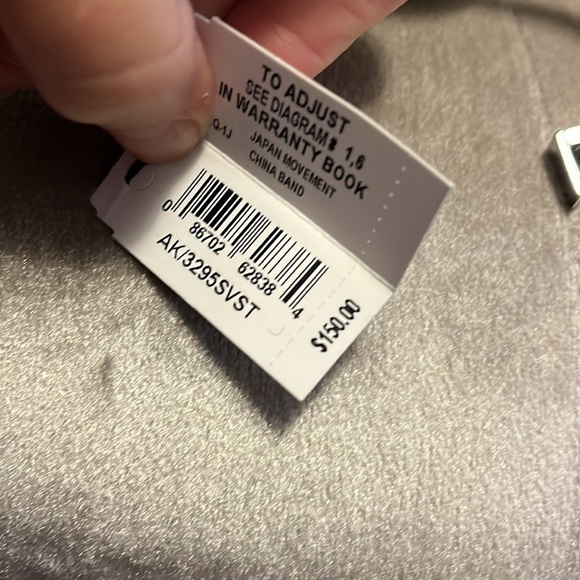 TO ADJUST
SEE DIAGRAM# 1,6
IN WARRANTY BOOK
Q-1J JAPAN MOVEMENT
CHINA BAND
0 86702 62838 4
AK/3295SVST
$150.00